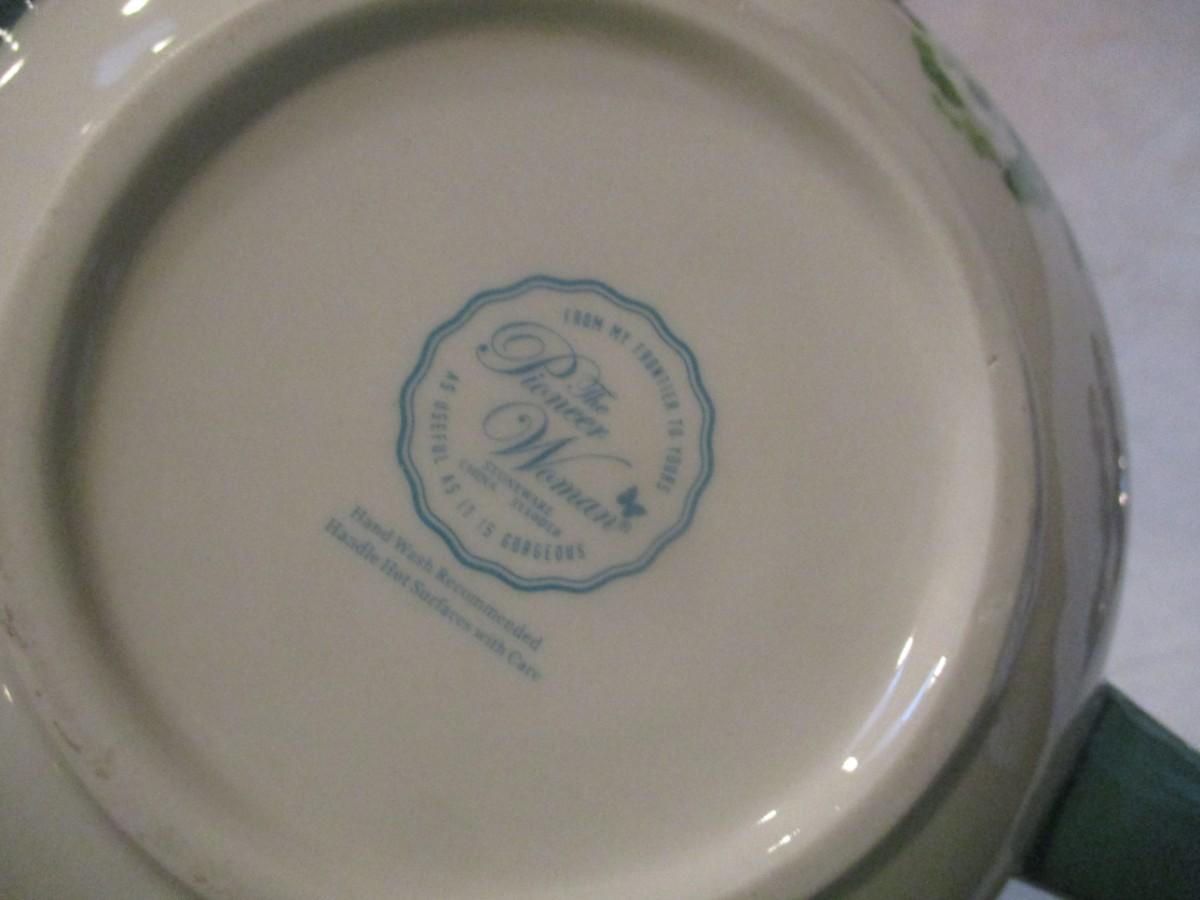 FROM MY FRONTIER TO YOURS
The
Pioneer
Woman®
STONEWARE
CHINA
AS USEFUL AS IT IS GORGEOUS
Hand Wash Recommended
Handle Hot Surfaces with Care